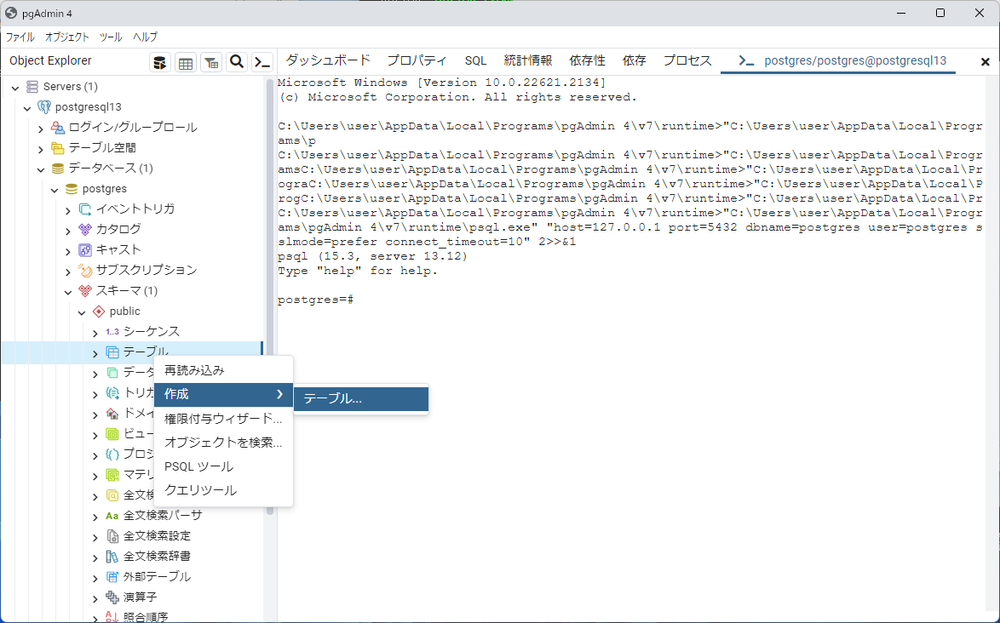 pgAdmin 4
ファイル オブジェクト ツール ヘルプ
Object Explorer
ダッシュボード プロパティ SQL 統計情報 依存性 依存 プロセス postgres/postgres@postgresql13
Servers (1)
postgresql13
ログイン/グループロール
テーブル空間
データベース (1)
postgres
イベントトリガ
カタログ
キャスト
サブスクリプション
スキーマ (1)
public
1..3 シーケンス
テーブル
データ
トリガ
ドメイ
ビュー
プロシ
マテリ
全文検
Aa 全文検索パーサ
全文検索設定
全文検索辞書
外部テーブル
演算子
照合順序
再読み込み
作成
権限付与ウィザード...
オブジェクトを検索...
PSQL ツール
クエリツール
テーブル...
Microsoft Windows [Version 10.0.22621.2134]
(c) Microsoft Corporation. All rights reserved.
C:\Users\user\AppData\Local\Programs\pgAdmin 4\v7\runtime>"C:\Users\user\AppData\Local\Progr
ams\p
C:\Users\user\AppData\Local\Programs\pgAdmin 4\v7\runtime>"C:\Users\user\AppData\Local\Progr
amsC:\Users\user\AppData\Local\Programs\pgAdmin 4\v7\runtime>"C:\Users\user\AppData\Local\Pr
ograC:\Users\user\AppData\Local\Programs\pgAdmin 4\v7\runtime>"C:\Users\user\AppData\Local\P
rogC:\Users\user\AppData\Local\Programs\pgAdmin 4\v7\runtime>"C:\Users\user\AppData\Local\Pr
C:\Users\user\AppData\Local\Programs\pgAdmin 4\v7\runtime>"C:\Users\user\AppData\Local\Progr
ams\pgAdmin 4\v7\runtime\psql.exe" "host=127.0.0.1 port=5432 dbname=postgres user=postgres s
slmode=prefer connect_timeout=10" 2>>&1
psql (15.3, server 13.12)
Type "help" for help.
postgres=#